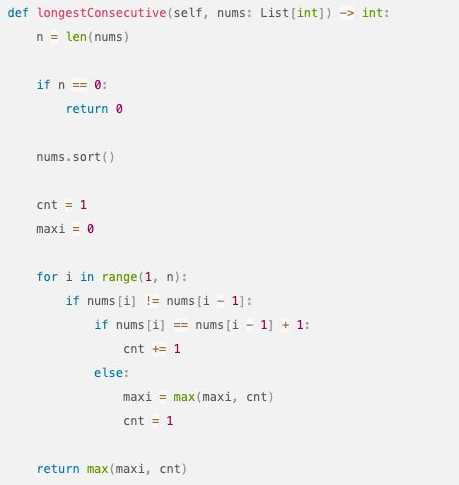 def longestConsecutive(self, nums: List[int]) -> int:
    n = len(nums)

    if n == 0:
        return 0

    nums.sort()

    cnt = 1
    maxi = 0

    for i in range(1, n):
        if nums[i] != nums[i - 1]:
            if nums[i] == nums[i - 1] + 1:
                cnt += 1
            else:
                maxi = max(maxi, cnt)
                cnt = 1

    return max(maxi, cnt)